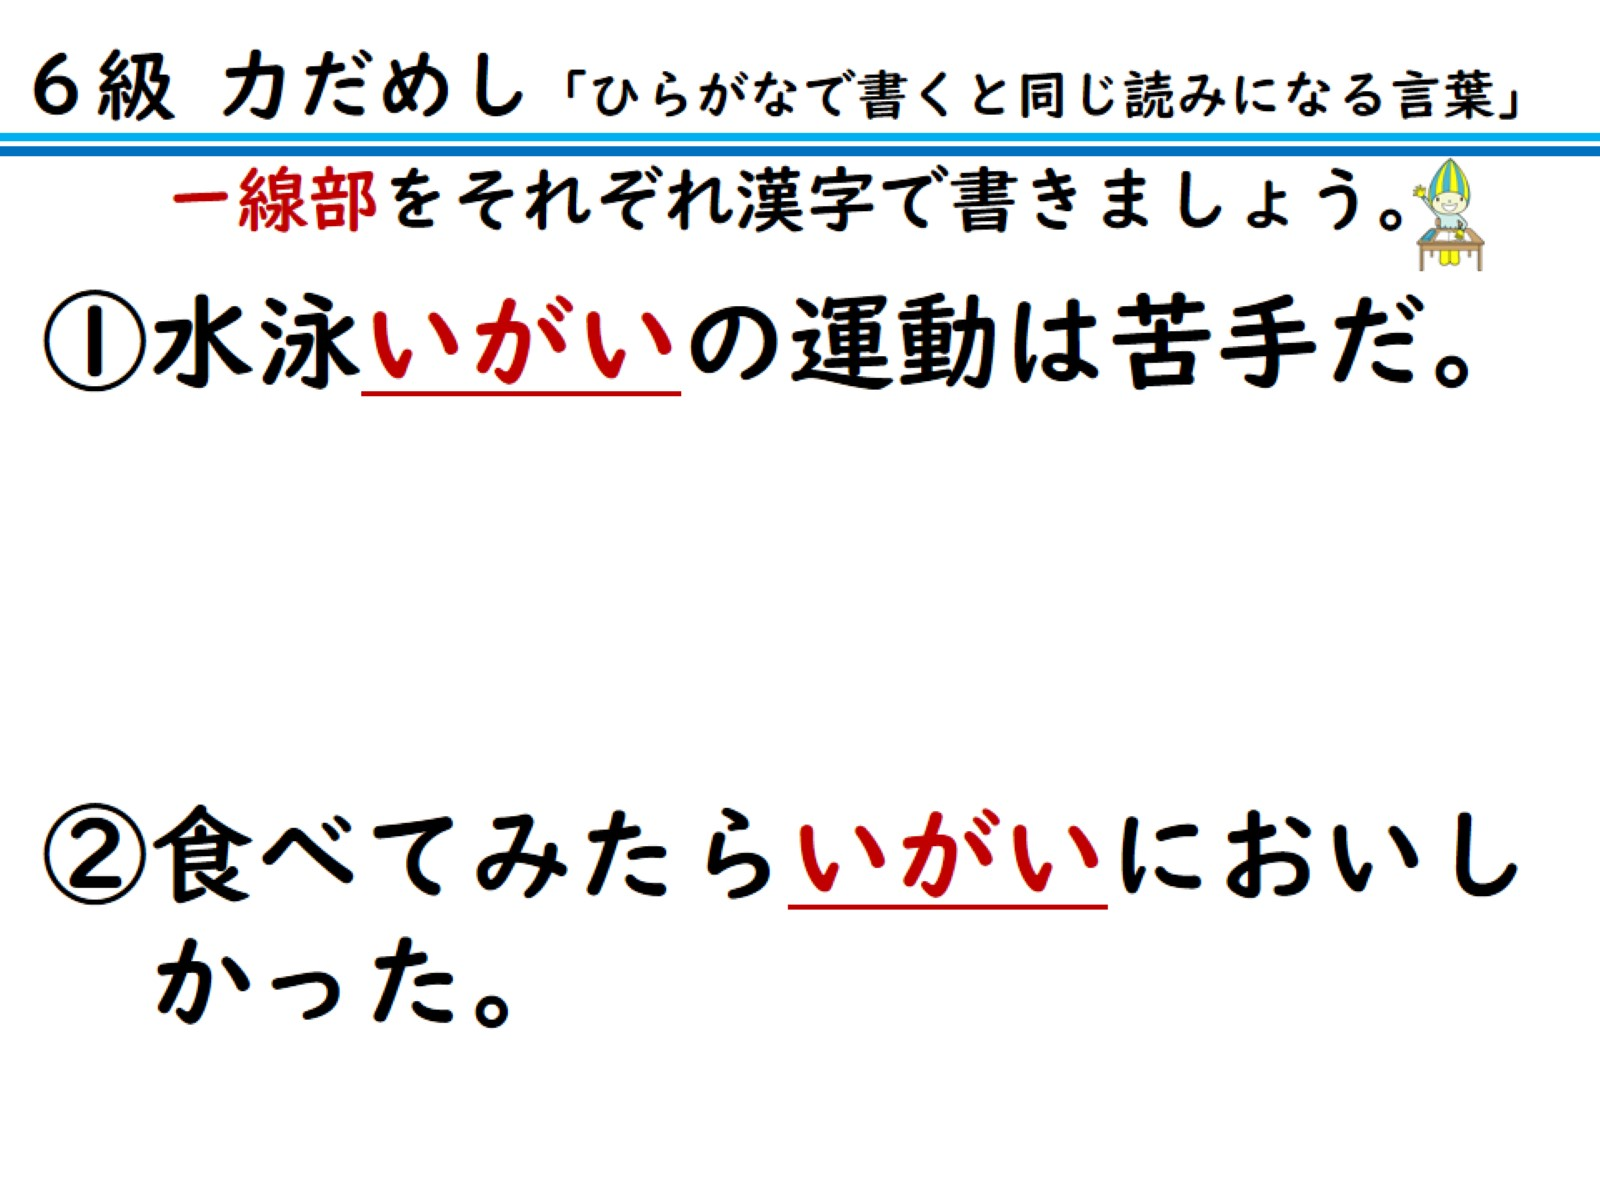 ６級 力だめし「ひらがなで書くと同じ読みになる言葉」
ー線部をそれぞれ漢字で書きましょう。
①水泳いがいの運動は苦手だ。
②食べてみたらいがいにおいし
かった。